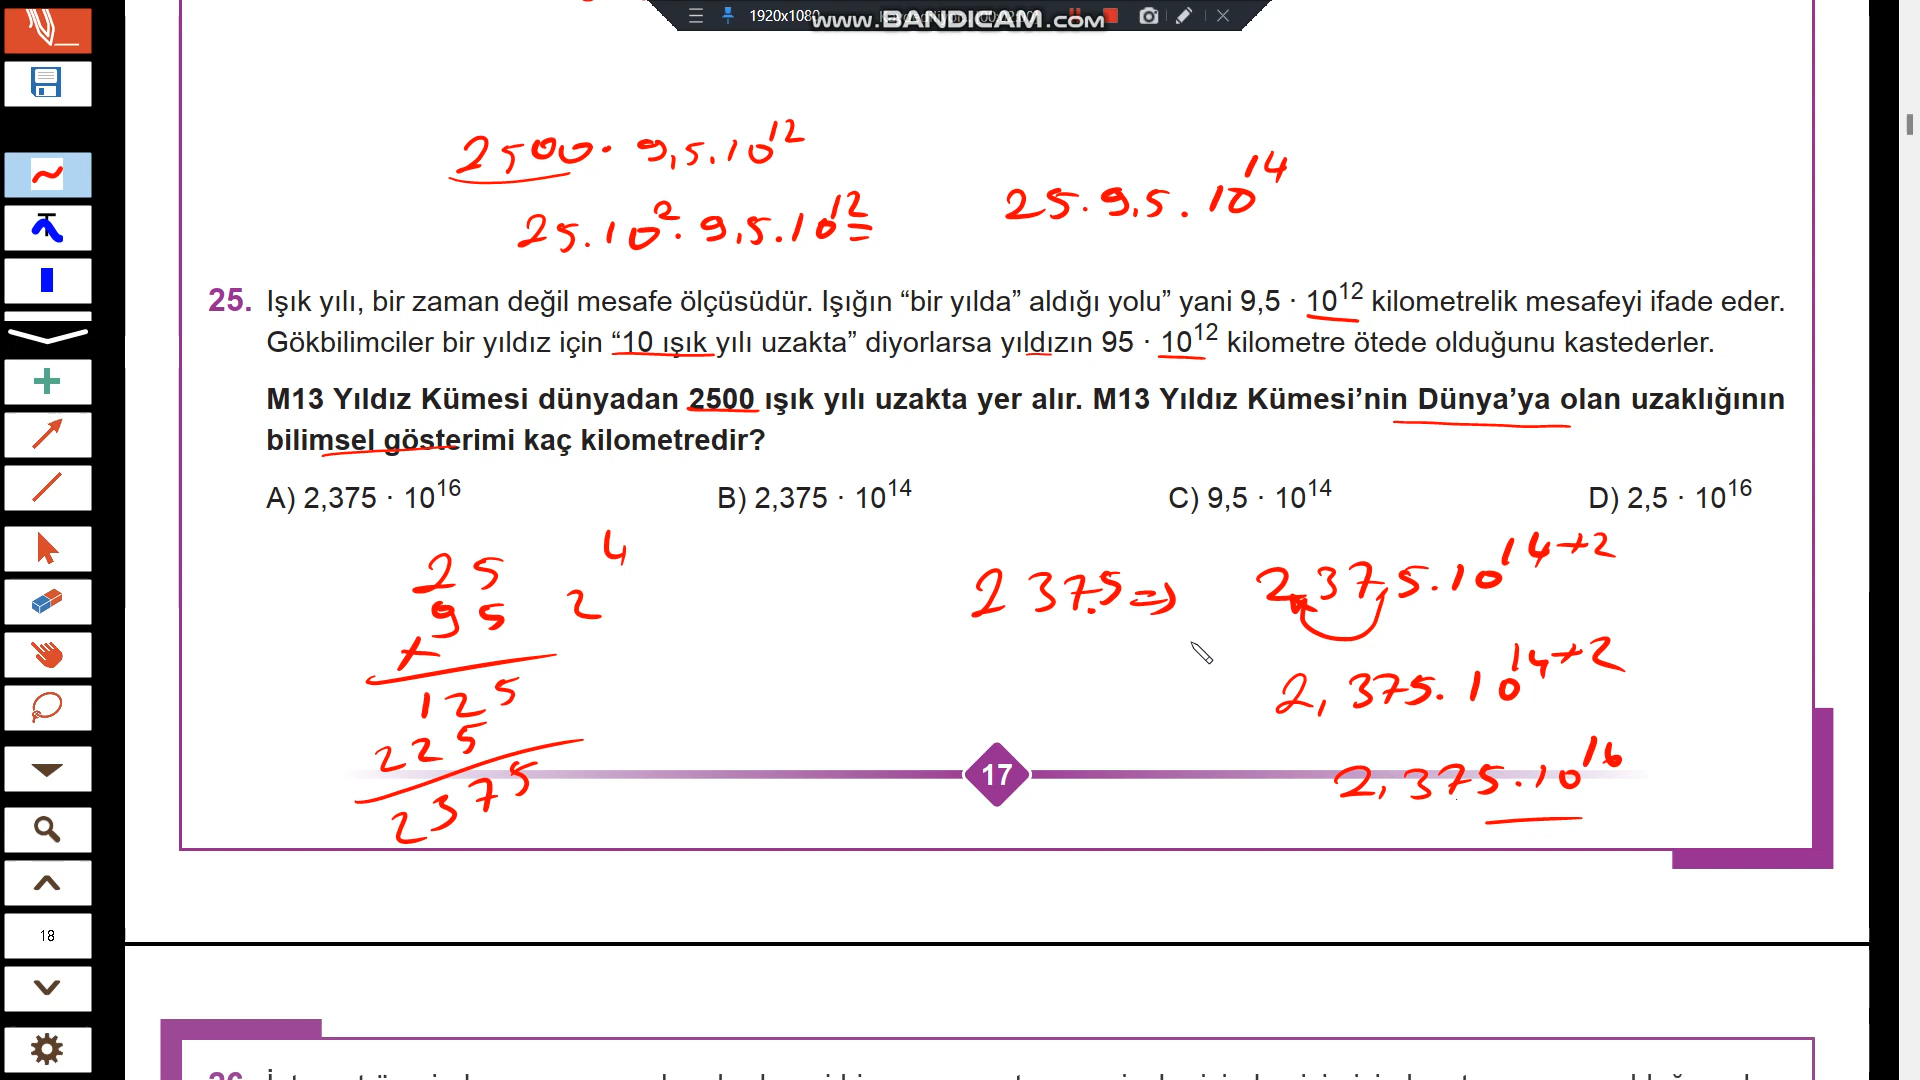 1920x1080
www.BANDICAM.com
2500 · 9,5 . 10^12
25 . 10^2 . 9,5 . 10^12
25 . 9,5 . 10^14
25. Işık yılı, bir zaman değil mesafe ölçüsüdür. Işığın “bir yılda” aldığı yolu” yani 9,5 · 10^12 kilometrelik mesafeyi ifade eder.
Gökbilimciler bir yıldız için “10 ışık yılı uzakta” diyorlarsa yıldızın 95 · 10^12 kilometre ötede olduğunu kastederler.
M13 Yıldız Kümesi dünyadan 2500 ışık yılı uzakta yer alır. M13 Yıldız Kümesi’nin Dünya’ya olan uzaklığının
bilimsel gösterimi kaç kilometredir?
A) 2,375 · 10^16 B) 2,375 · 10^14 C) 9,5 · 10^14 D) 2,5 · 10^16
25
95
x
125
225
2375
4
2
237.5 =>
2,37,5 . 10^14+2
2,375 . 10^14+2
2,375 . 10^16
17
18